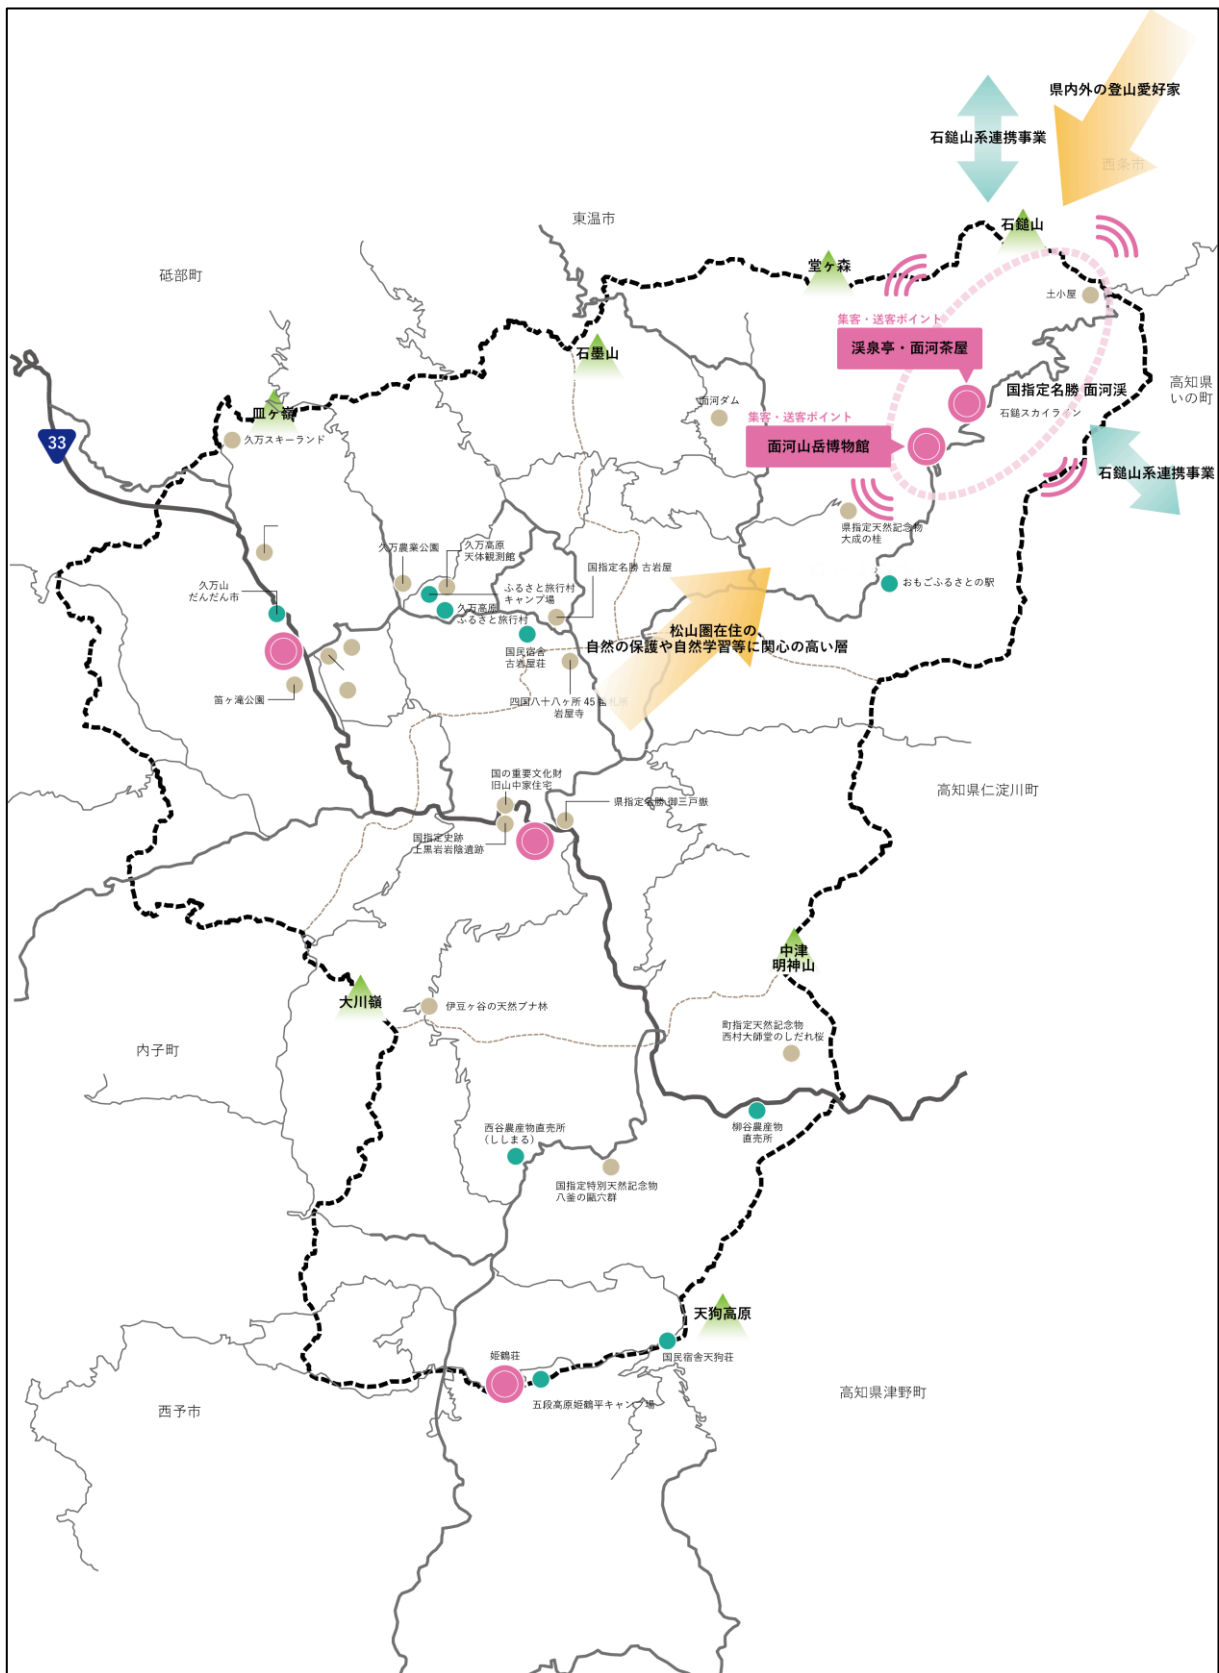 県内外の登山愛好家
石鎚山系連携事業
西条市
東温市
石鎚山
堂ヶ森
砥部町
土小屋
集客・送客ポイント
渓泉亭・面河茶屋
石墨山
高知県
いの町
国指定名勝 面河渓
石鎚スカイライン
皿ヶ嶺
面河ダム
集客・送客ポイント
面河山岳博物館
久万スキーランド
33
石鎚山系連携事業
県指定天然記念物
大成の桂
久万農業公園
久万高原
天体観測館
国指定名勝 古岩屋
おもごふるさとの駅
久万山
だんだん市
ふるさと旅行村
キャンプ場
久万高原
ふるさと旅行村
松山圏在住の
自然の保護や自然学習等に関心の高い層
国民宿舎
古岩屋荘
笛ヶ滝公園
四国八十八ヶ所 45 番札所
岩屋寺
国の重要文化財
旧山中家住宅
県指定名勝 御三戸嶽
高知県仁淀川町
国指定史跡
上黒岩岩陰遺跡
中津
明神山
大川嶺
伊豆ヶ谷の天然ブナ林
町指定天然記念物
西村大師堂のしだれ桜
内子町
西谷農産物直売所
(ししまる)
柳谷農産物
直売所
国指定特別天然記念物
八釜の甌穴群
天狗高原
姫鶴荘
国民宿舎天狗荘
高知県津野町
五段高原姫鶴平キャンプ場
西予市